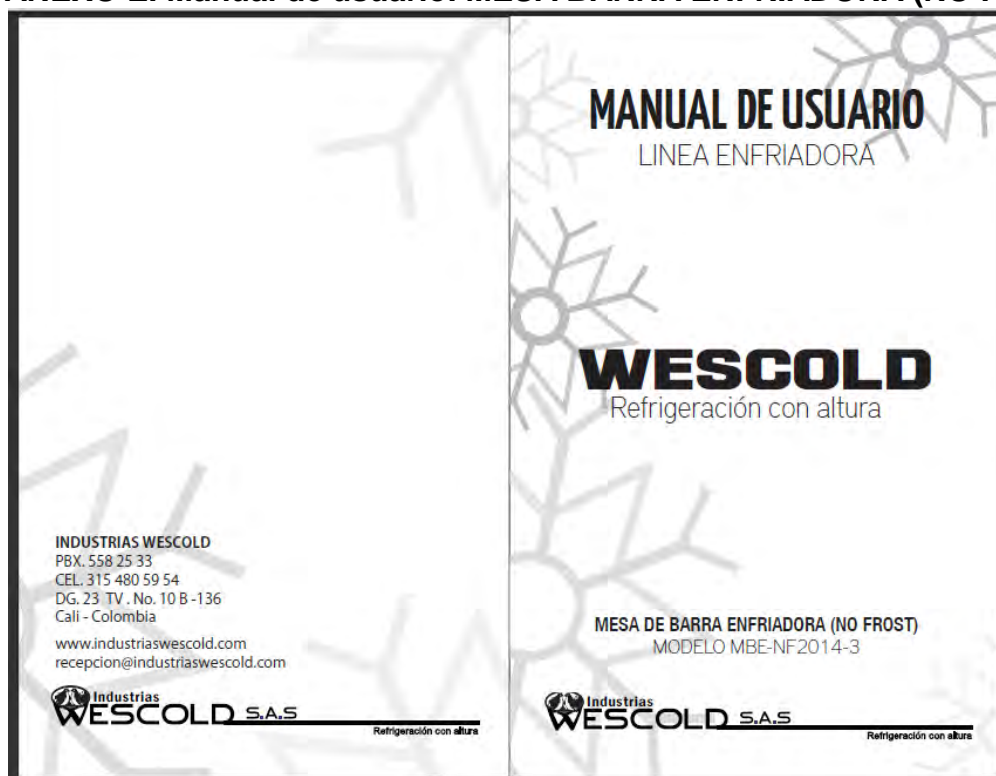 MANUAL DE USUARIO
LINEA ENFRIADORA
WESCOLD
Refrigeración con altura
INDUSTRIAS WESCOLD
PBX. 558 25 33
CEL. 315 480 59 54
DG. 23 TV . No. 10 B -136
Cali - Colombia
www.industriaswescold.com
recepcion@industriaswescold.com
Industrias
WESCOLD S.A.S
Refrigeración con altura
MESA DE BARRA ENFRIADORA (NO FROST)
MODELO MBE-NF2014-3
Industrias
WESCOLD S.A.S
Refrigeración con altura